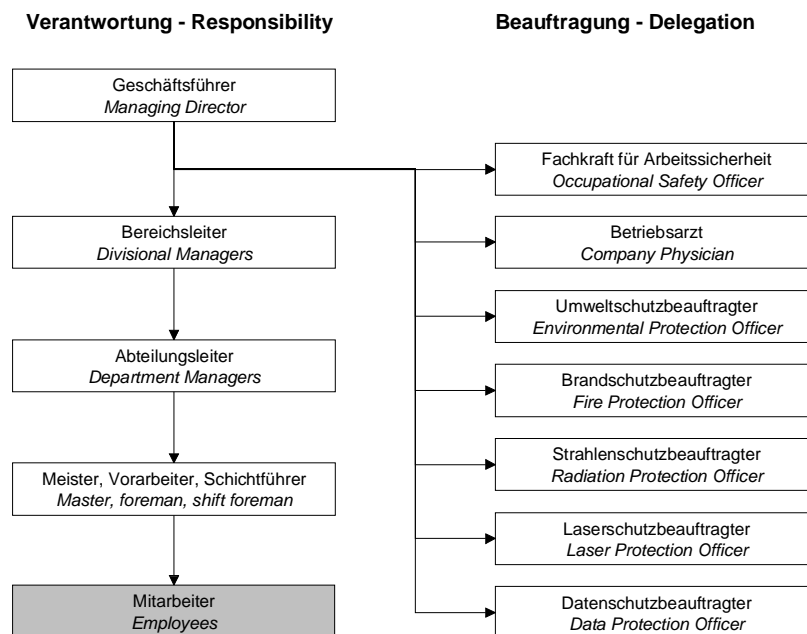 Verantwortung - Responsibility
Geschäftsführer
Managing Director
Bereichsleiter
Divisional Managers
Abteilungsleiter
Department Managers
Meister, Vorarbeiter, Schichtführer
Master, foreman, shift foreman
Mitarbeiter
Employees
Beauftragung - Delegation
Fachkraft für Arbeitssicherheit
Occupational Safety Officer
Betriebsarzt
Company Physician
Umweltschutzbeauftragter
Environmental Protection Officer
Brandschutzbeauftragter
Fire Protection Officer
Strahlenschutzbeauftragter
Radiation Protection Officer
Laserschutzbeauftragter
Laser Protection Officer
Datenschutzbeauftragter
Data Protection Officer